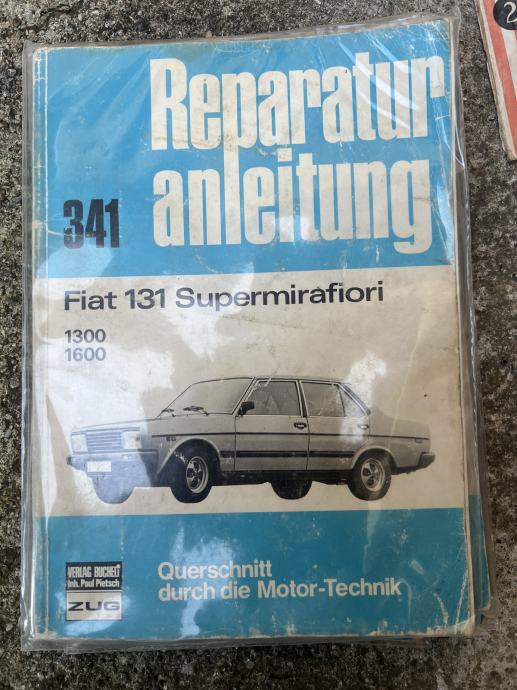 Reparatur
anleitung
341
Fiat 131 Supermirafiori
1300
1600
VERLAG BUCHELI
Inh. Paul Pietsch
ZUG
Querschnitt
durch die Motor-Technik
2